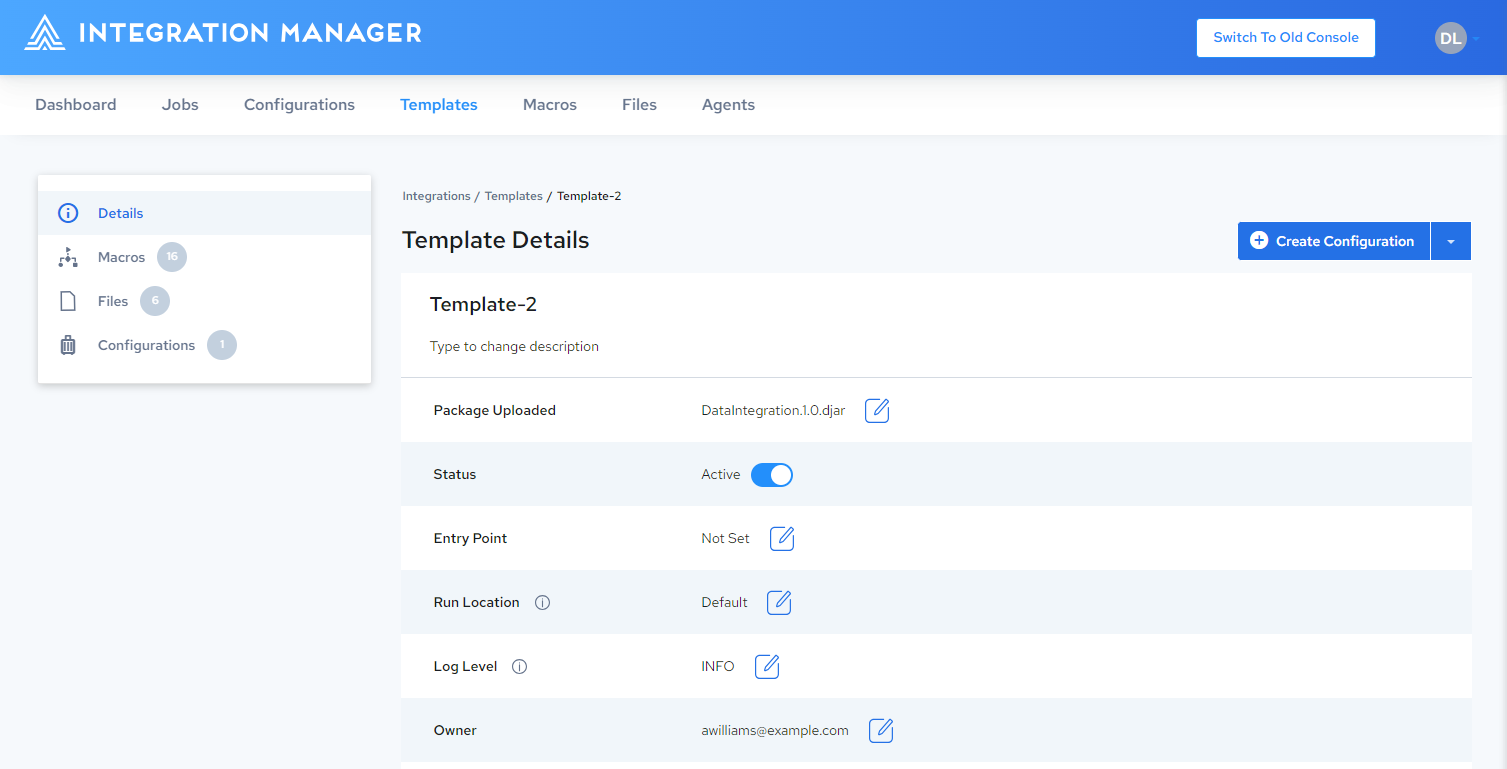 INTEGRATION MANAGER
Switch To Old Console
DL
Dashboard Jobs Configurations Templates Macros Files Agents
Details
Macros 16
Files 6
Configurations 1
Integrations / Templates / Template-2
Template Details
Create Configuration
Template-2
Type to change description
Package Uploaded DataIntegration.1.0.djar
Status Active
Entry Point Not Set
Run Location Default
Log Level INFO
Owner awilliams@example.com